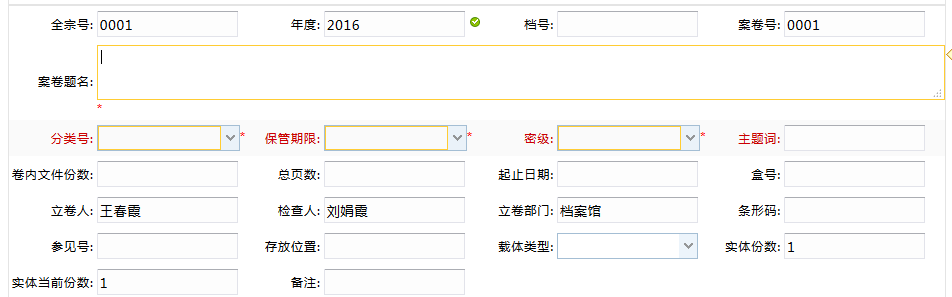 全宗号: 0001 年度: 2016 档号: 案卷号: 0001
案卷题名:
*
分类号: * 保管期限: * 密级: * 主题词:
卷内文件份数: 总页数: 起止日期: 盒号:
立卷人: 王春霞 检查人: 刘娟霞 立卷部门: 档案馆 条形码:
参见号: 存放位置: 载体类型: 实体份数: 1
实体当前份数: 1 备注: